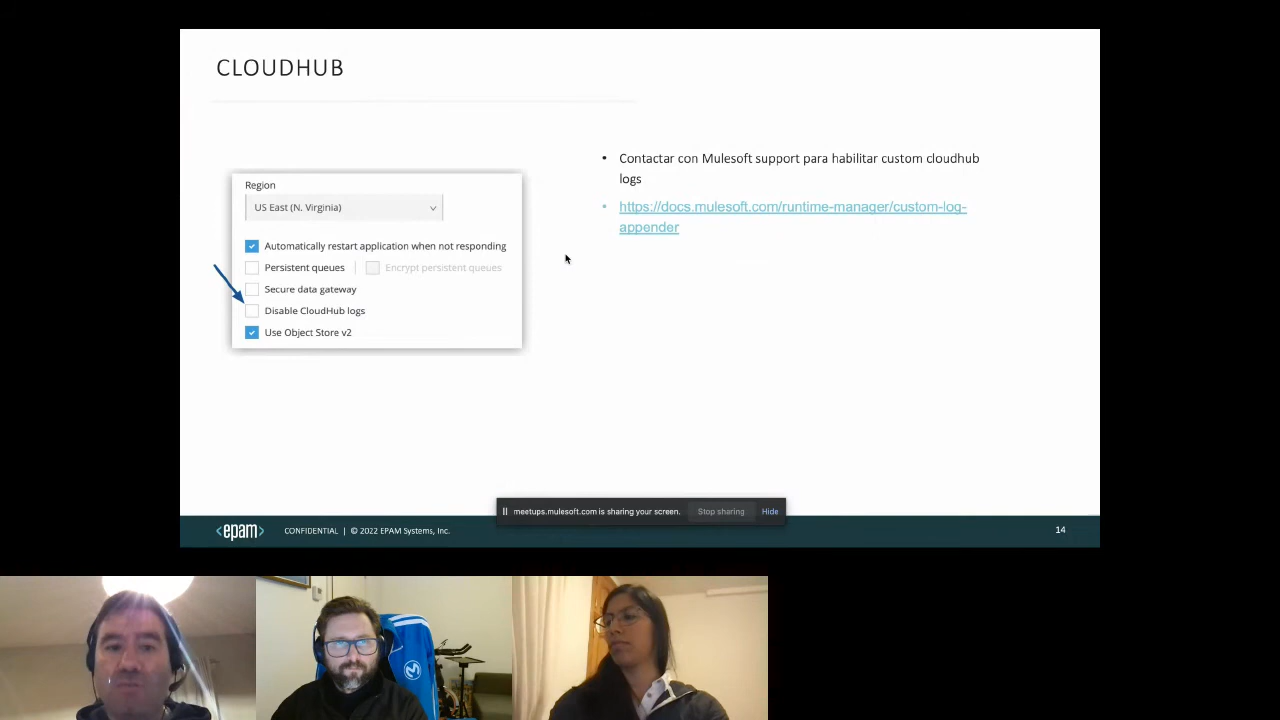 CLOUDHUB
Region
US East (N. Virginia)
Automatically restart application when not responding
Persistent queues
Encrypt persistent queues
Secure data gateway
Disable CloudHub logs
Use Object Store v2
• Contactar con Mulesoft support para habilitar custom cloudhub
logs
• https://docs.mulesoft.com/runtime-manager/custom-log-
appender
meetups.mulesoft.com is sharing your screen.
Stop sharing
Hide
<epam>
CONFIDENTIAL | © 2022 EPAM Systems, Inc.
14